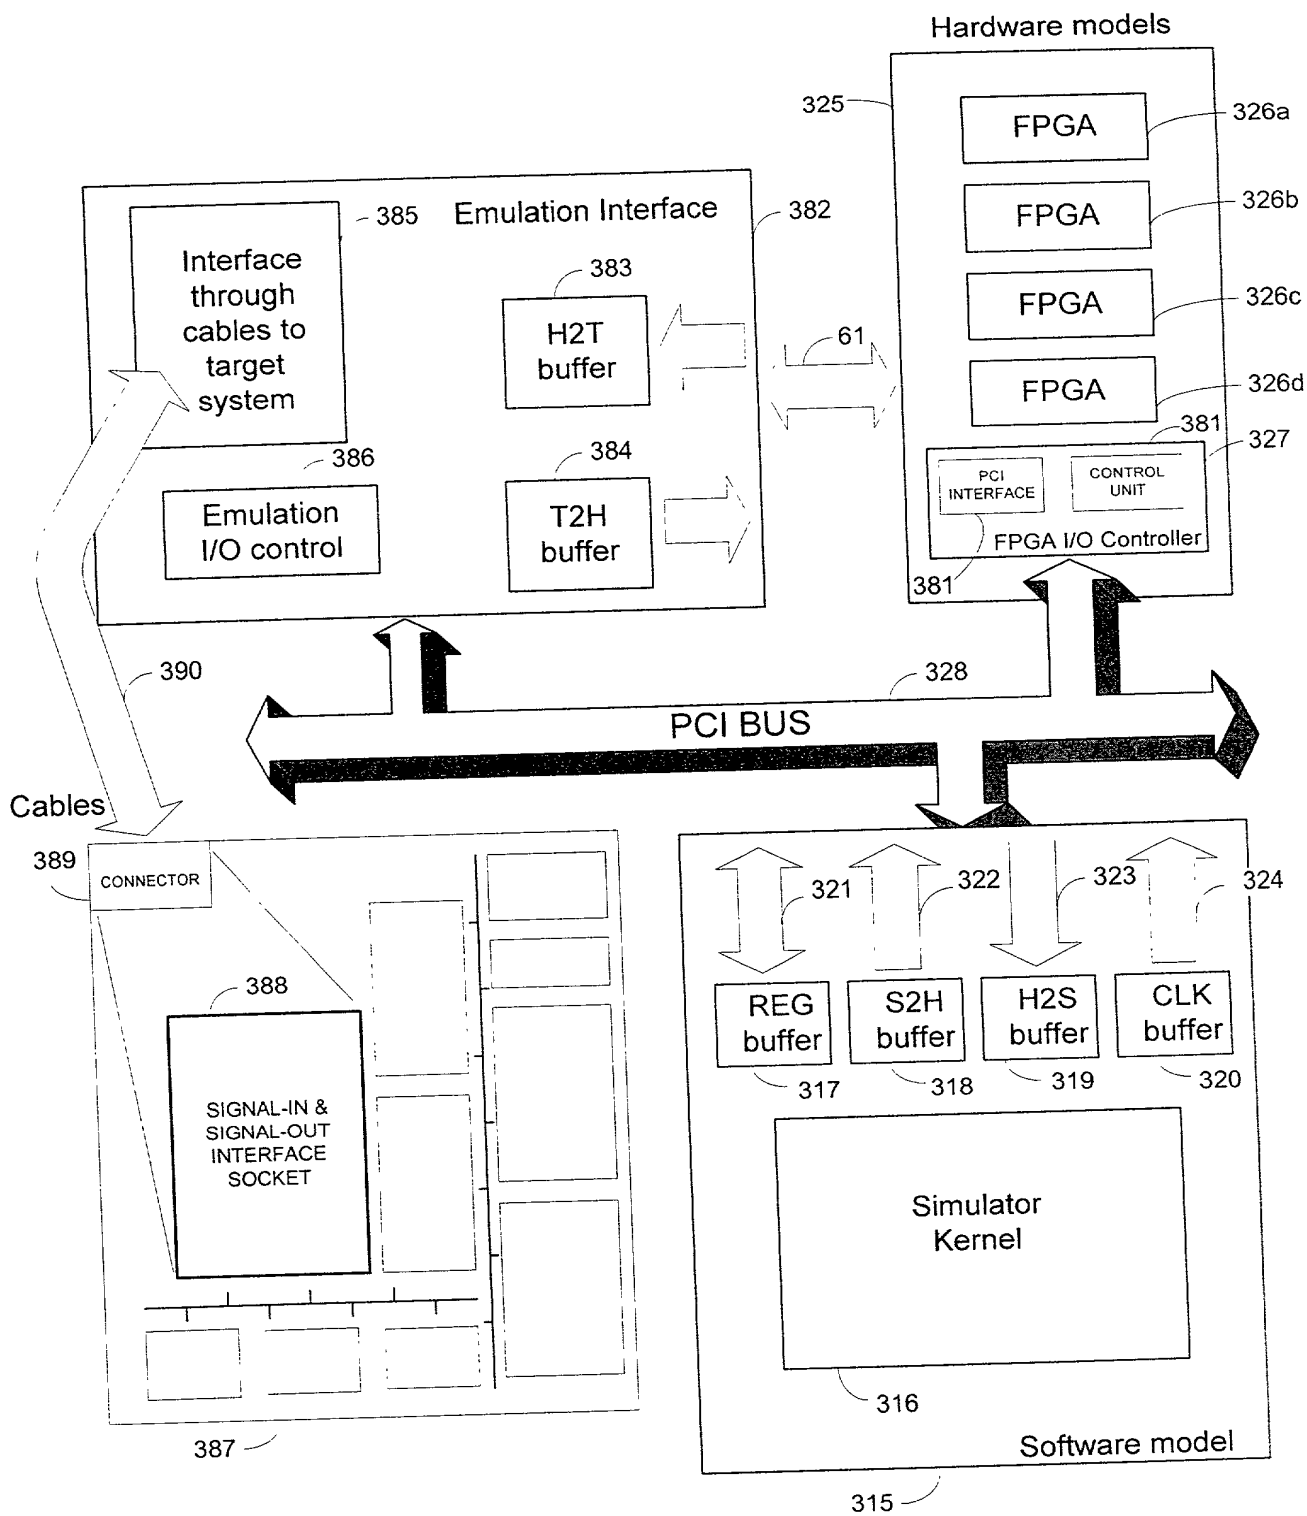 Hardware models
325
FPGA
326a
FPGA
326b
FPGA
326c
FPGA
326d
381
327
PCI
INTERFACE
CONTROL
UNIT
FPGA I/O Controller
381
385
Emulation Interface
382
Interface
through
cables to
target
system
383
H2T
buffer
61
386
Emulation
I/O control
384
T2H
buffer
390
328
PCI BUS
Cables
389
CONNECTOR
388
SIGNAL-IN &
SIGNAL-OUT
INTERFACE
SOCKET
387
321
322
323
324
REG
buffer
S2H
buffer
H2S
buffer
CLK
buffer
317
318
319
320
Simulator
Kernel
316
Software model
315